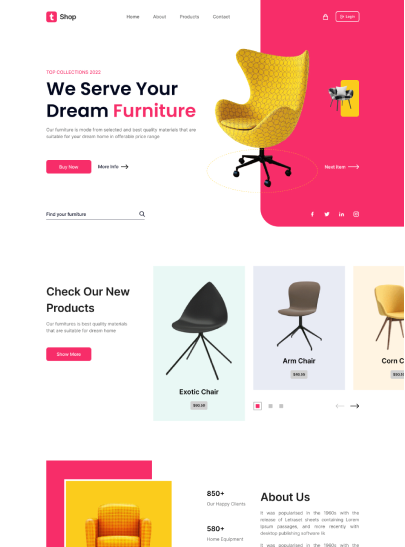 t Shop
Home About Products Contact
Login
TOP COLLECTIONS 2022
We Serve Your
Dream Furniture
Our furniture is made from selected and best quality materials that are
suitable for your dream home in affordable price range
Buy Now
More Info
Next Item
Find your furniture
Check Our New
Products
Our furnitures is best quality materials
that are suitable for dream home
Show More
Exotic Chair
$90.50
Arm Chair
$90.50
Corn C
850+
Our Happy Clients
580+
Home Equipment
About Us
It was popularised in the 1960s with the
release of Letraset sheets containing Lorem
Ipsum passages, and more recently with
desktop publishing software is
It was popularised in the 1960s with the